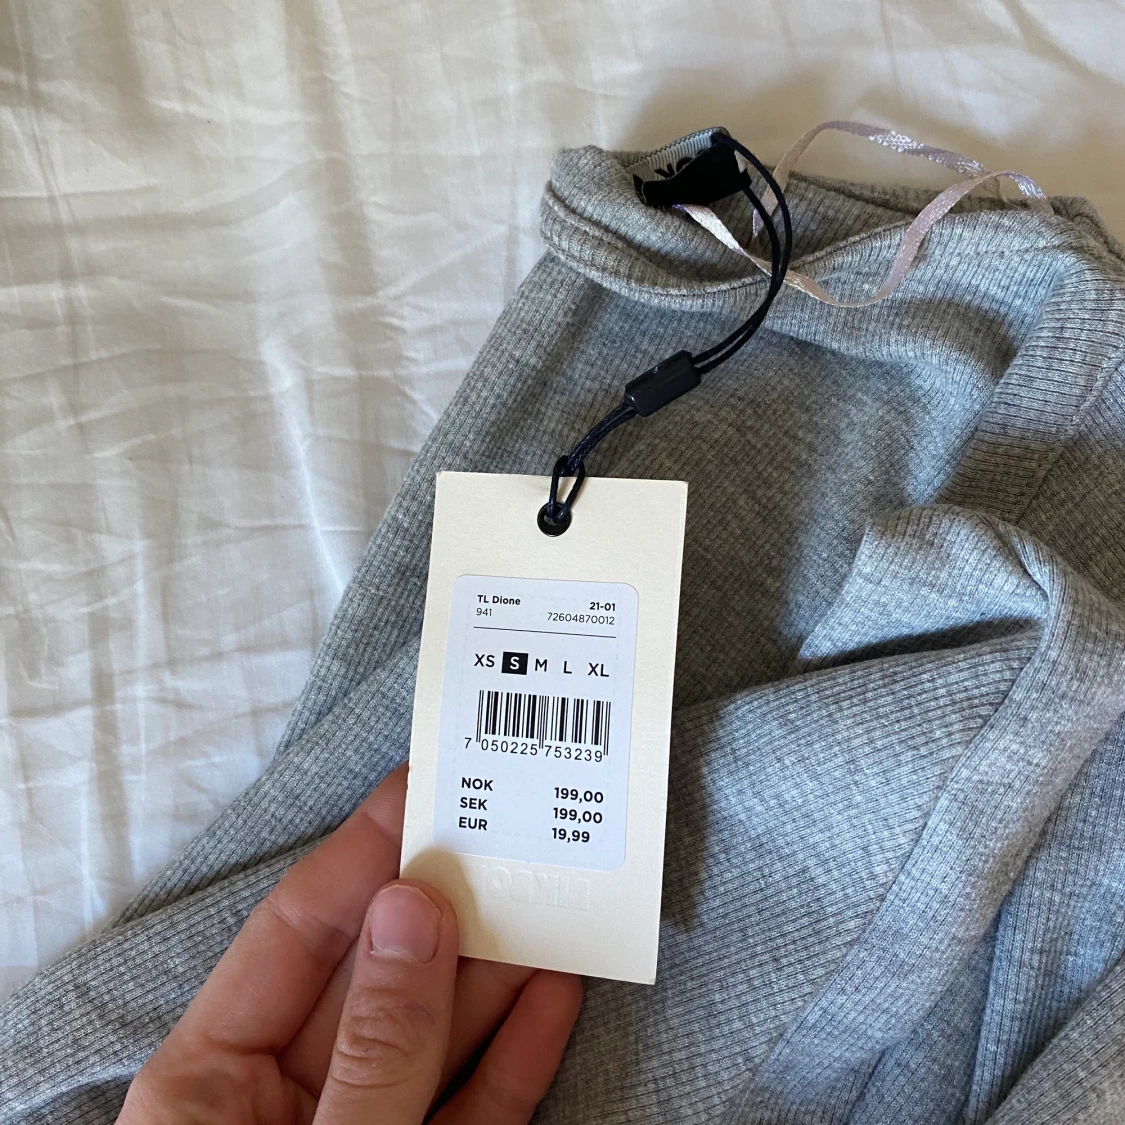 TL Dione 21-01
941 72604870012
XS S M L XL
7 050225 753239
NOK 199,00
SEK 199,00
EUR 19,99